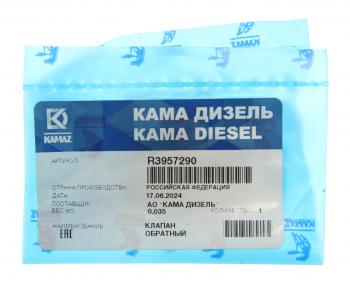 КАМА ДИЗЕЛЬ
KAMAZ
KAMA DIESEL
АРТИКУЛ R3957290
СТРАНА ПРОИЗВОДСТВА РОССИЙСКАЯ ФЕДЕРАЦИЯ
ДАТА 17.06.2024
ПОСТАВЩИК АО "КАМА ДИЗЕЛЬ"
ВЕС (кг) 0,035 КОЛИЧЕСТВО 1
НАИМЕНОВАНИЕ КЛАПАН
EAC ОБРАТНЫЙ